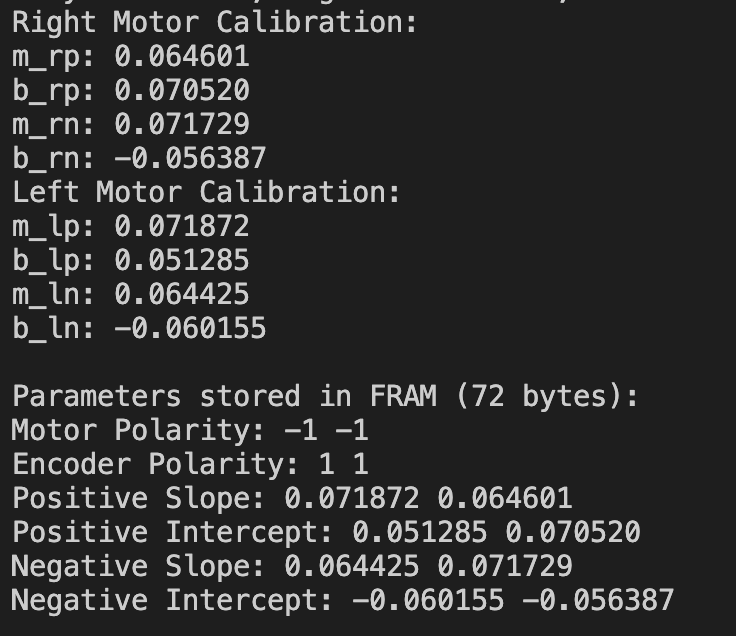 Right Motor Calibration:
m_rp: 0.064601
b_rp: 0.070520
m_rn: 0.071729
b_rn: -0.056387
Left Motor Calibration:
m_lp: 0.071872
b_lp: 0.051285
m_ln: 0.064425
b_ln: -0.060155
Parameters stored in FRAM (72 bytes):
Motor Polarity: -1 -1
Encoder Polarity: 1 1
Positive Slope: 0.071872 0.064601
Positive Intercept: 0.051285 0.070520
Negative Slope: 0.064425 0.071729
Negative Intercept: -0.060155 -0.056387